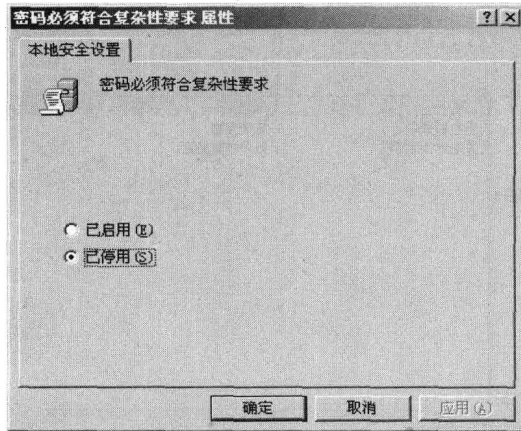 密码必须符合复杂性要求 属性
本地安全设置
密码必须符合复杂性要求
已启用(E)
已停用(S)
确定
取消
应用(A)